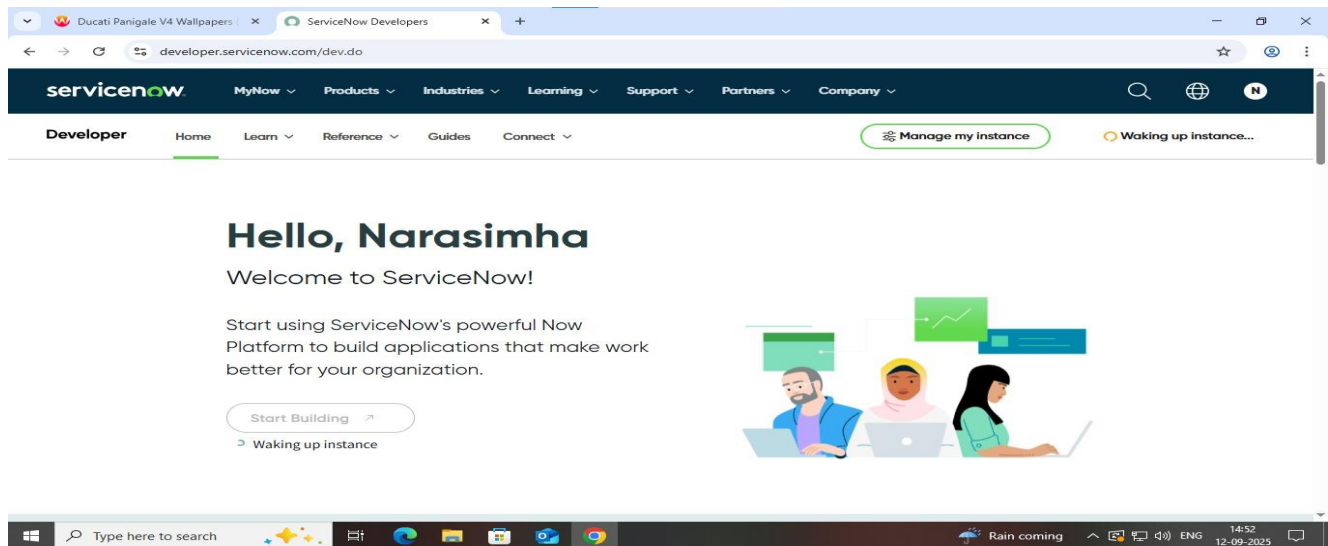 Ducati Panigale V4 Wallpapers
ServiceNow Developers
developer.servicenow.com/dev.do
servicenow.
MyNow
Products
Industries
Learning
Support
Partners
Company
N
Developer
Home
Learn
Reference
Guides
Connect
Manage my instance
Waking up instance...
Hello, Narasimha
Welcome to ServiceNow!
Start using ServiceNow's powerful Now
Platform to build applications that make work
better for your organization.
Start Building
Waking up instance
Type here to search
Rain coming
ENG
14:52
12-09-2025